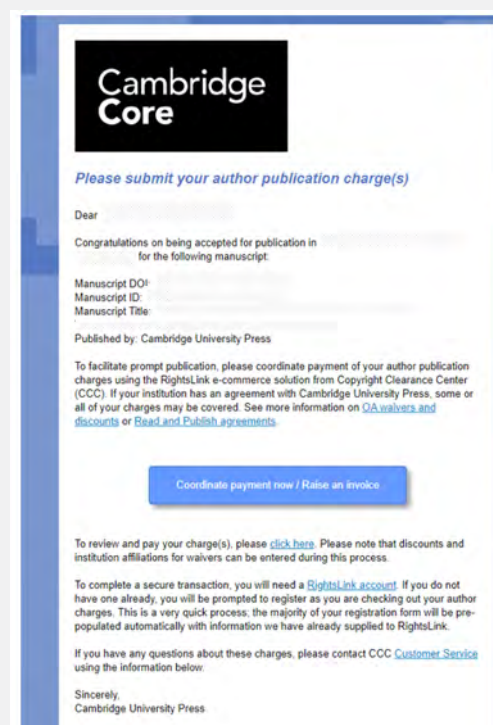 Cambridge
Core
Please submit your author publication charge(s)
Dear
Congratulations on being accepted for publication in
for the following manuscript:
Manuscript DOI:
Manuscript ID:
Manuscript Title:
Published by: Cambridge University Press
To facilitate prompt publication, please coordinate payment of your author publication
charges using the RightsLink e-commerce solution from Copyright Clearance Center
(CCC). If your institution has an agreement with Cambridge University Press, some or
all of your charges may be covered. See more information on OA waivers and
discounts or Read and Publish agreements.
Coordinate payment now / Raise an invoice
To review and pay your charge(s), please click here. Please note that discounts and
institution affiliations for waivers can be entered during this process.
To complete a secure transaction, you will need a RightsLink account. If you do not
have one already, you will be prompted to register as you are checking out your author
charges. This is a very quick process; the majority of your registration form will be pre-
populated automatically with information we have already supplied to RightsLink.
If you have any questions about these charges, please contact CCC Customer Service
using the information below.
Sincerely,
Cambridge University Press